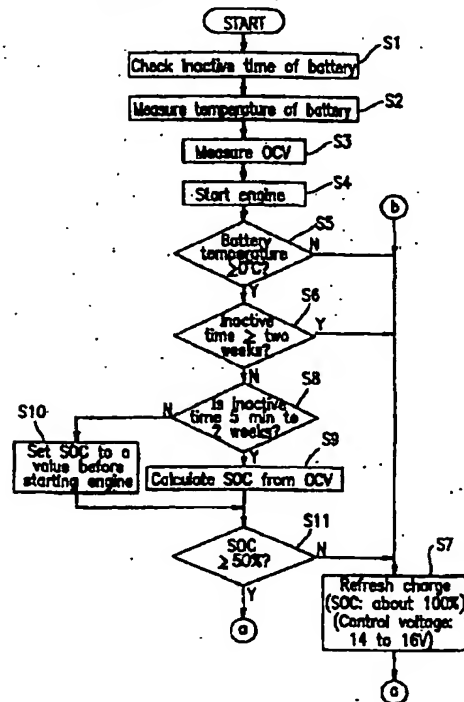 START
S1
Check inactive time of battery
S2
Measure temperature of battery
S3
Measure OCV
S4
Start engine
b
S5
Battery
temperature
≥0°C?
N
Y
S6
Inactive
time ≥ two
weeks?
Y
N
S8
Is inactive
time 5 min to
2 weeks?
N
Y
S10
Set SOC to a
value before
starting engine
S9
Calculate SOC from OCV
S11
SOC
≥50%?
N
Y
a
S7
Refresh charge
(SOC: about 100%)
(Control voltage:
14 to 16V)
a